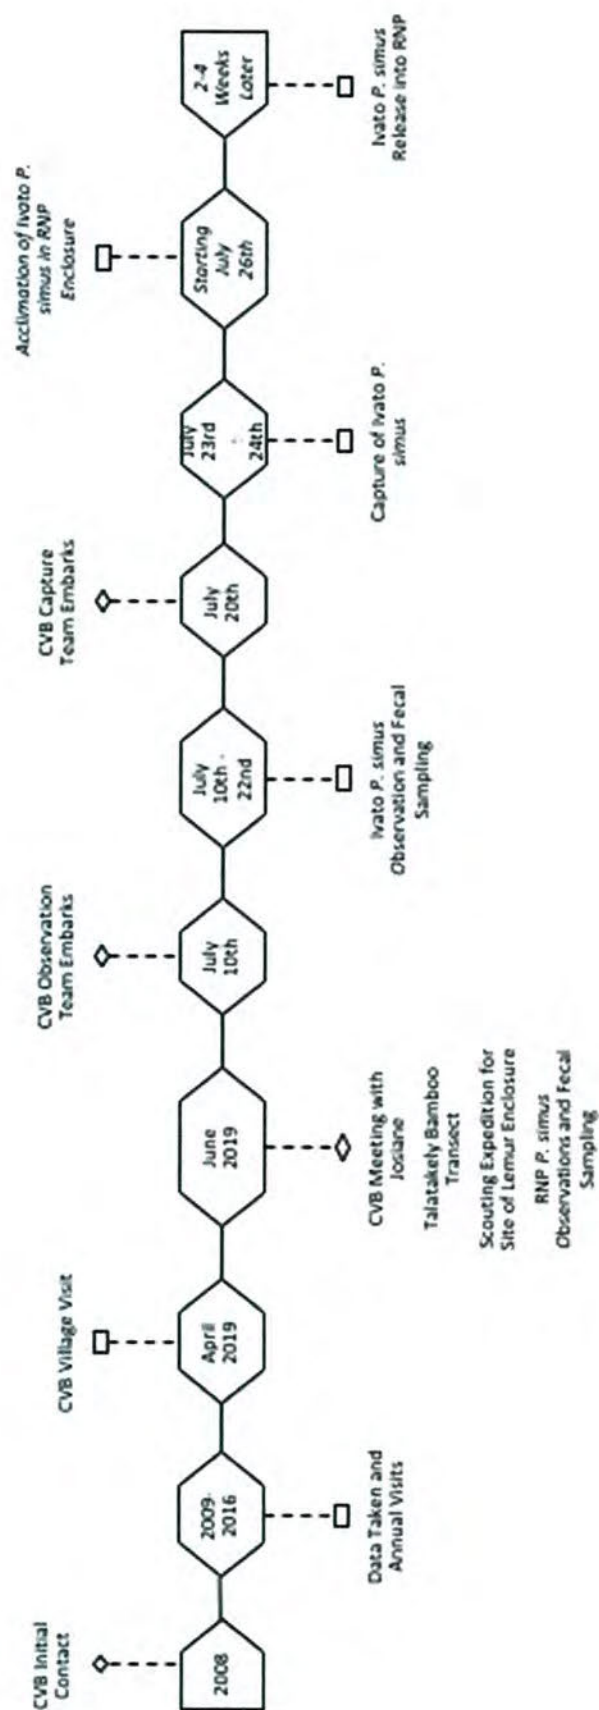 CVB Initial
Contact
2008
2009-
2016
Data Taken and
Annual Visits
CVB Village Visit
April
2019
June
2019
CVB Meeting with
Josiane
Talatakely Bamboo
Transect
Scouting Expedition for
Site of Lemur Enclosure
RNP P. simus
Observations and Fecal
Sampling
CVB Observation
Team Embarks
July
10th
July
10th -
22nd
Ivato P. simus
Observation and Fecal
Sampling
CVB Capture
Team Embarks
July
20th
July
23rd
-
24th
Capture of Ivato P.
simus
Acclimation of Ivato P.
simus in RNP
Enclosure
Starting
July
26th
2-4
Weeks
Later
Ivato P. simus
Release into RNP